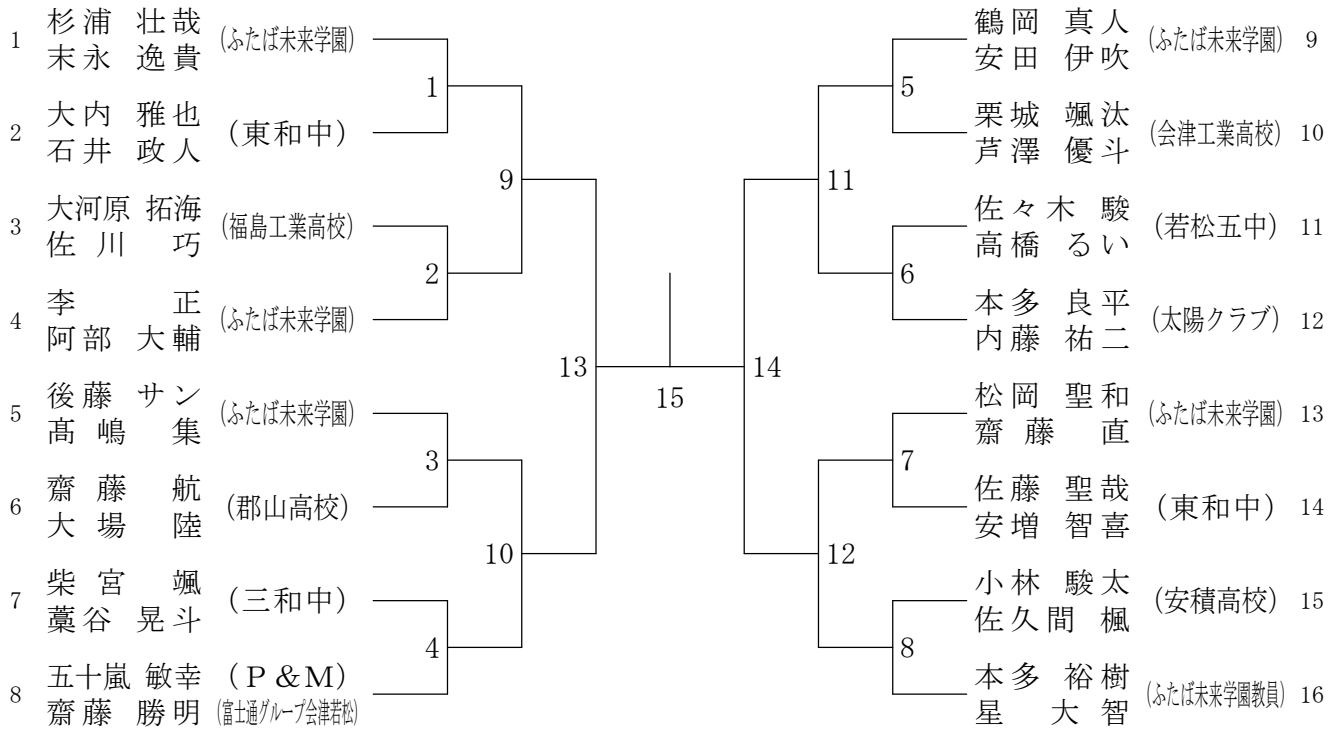 1 杉浦 壮哉 (ふたば未来学園)
末永 逸貴
1
2 大内 雅也 (東和中)
石井 政人
9
3 大河原 拓海 (福島工業高校)
佐川 巧
2
4 李 正 (ふたば未来学園)
阿部 大輔
13
5 後藤 サン (ふたば未来学園)
髙嶋 集
3
6 齋藤 航 (郡山高校)
大場 陸
10
7 柴宮 颯 (三和中)
藁谷 晃斗
4
8 五十嵐 敏幸 (P&M)
齋藤 勝明 (富士通グループ会津若松)
15
鶴岡 真人 (ふたば未来学園) 9
安田 伊吹
5
栗城 颯汰 (会津工業高校) 10
芦澤 優斗
11
佐々木 駿 (若松五中) 11
高橋 るい
6
本多 良平 (太陽クラブ) 12
内藤 祐二
14
松岡 聖和 (ふたば未来学園) 13
齋藤 直
7
佐藤 聖哉 (東和中) 14
安増 智喜
12
小林 駿太 (安積高校) 15
佐久間 楓
8
本多 裕樹 (ふたば未来学園教員) 16
星 大智